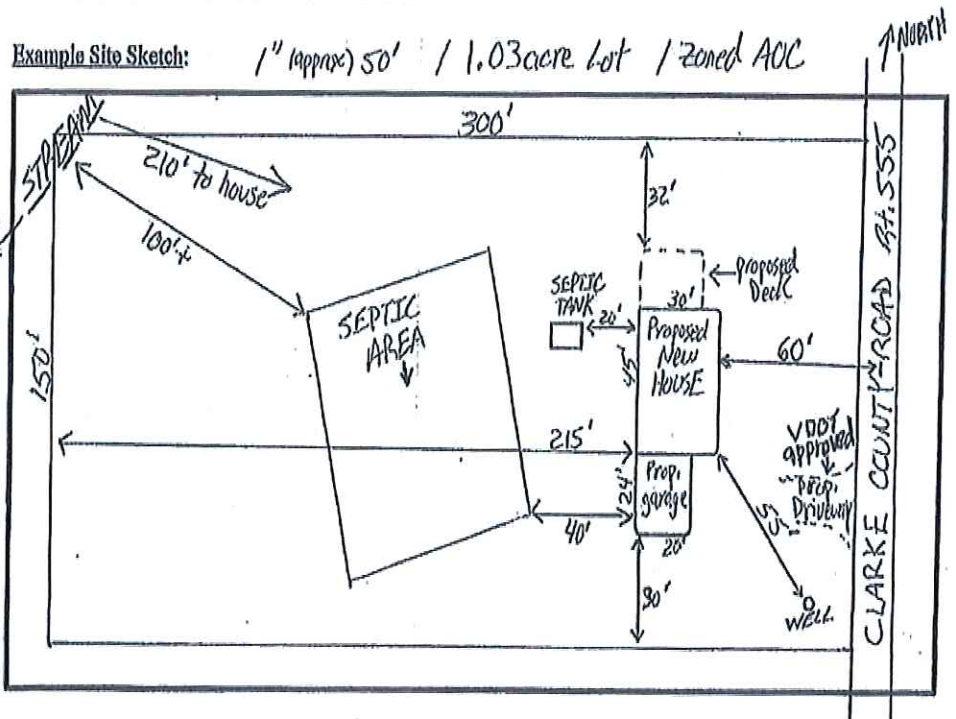 Example Site Sketch: 1" (approx) 50' / 1.03 acre Lot / Zoned AOC
NORTH
STREAM
300'
210' to house
100'+
32'
Proposed
Deck
SEPTIC
TANK
20'
30'
SEPTIC
AREA
Proposed
New
HOUSE
45'
60'
150'
215'
VDOT
approved
Prop.
Driveway
Prop.
garage
24'
20'
40'
55'
30'
WELL
CLARKE COUNTY ROAD Rt. 555